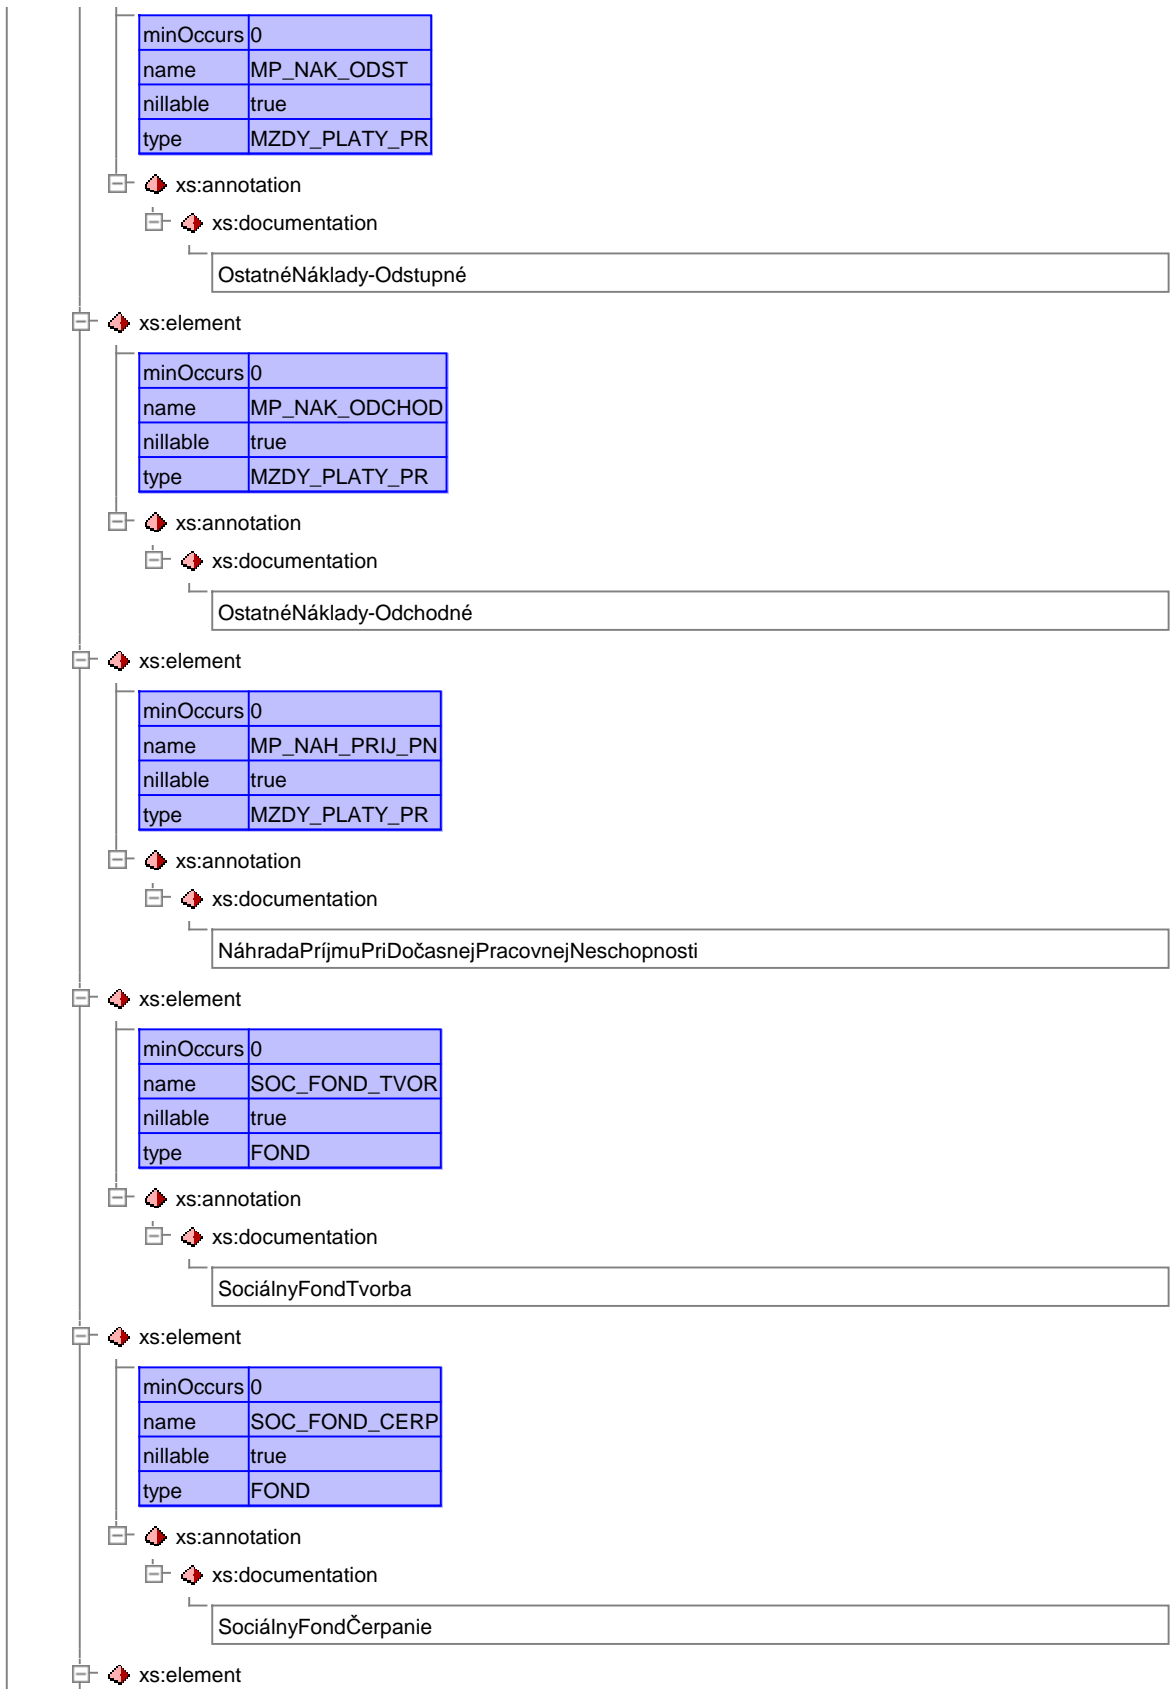 minOccurs 0
name MP_NAK_ODST
nillable true
type MZDY_PLATY_PR
xs:annotation
xs:documentation
OstatnéNáklady-Odstupné
xs:element
minOccurs 0
name MP_NAK_ODCHOD
nillable true
type MZDY_PLATY_PR
xs:annotation
xs:documentation
OstatnéNáklady-Odchodné
xs:element
minOccurs 0
name MP_NAH_PRIJ_PN
nillable true
type MZDY_PLATY_PR
xs:annotation
xs:documentation
NáhradaPríjmuPriDočasnejPracovnejNeschopnosti
xs:element
minOccurs 0
name SOC_FOND_TVOR
nillable true
type FOND
xs:annotation
xs:documentation
SociálnyFondTvorba
xs:element
minOccurs 0
name SOC_FOND_CERP
nillable true
type FOND
xs:annotation
xs:documentation
SociálnyFondČerpanie
xs:element